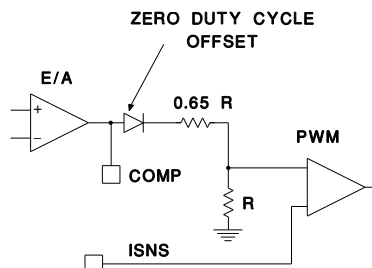 ZERO DUTY CYCLE
OFFSET
E/A
+
−
0.65 R
PWM
COMP
R
ISNS